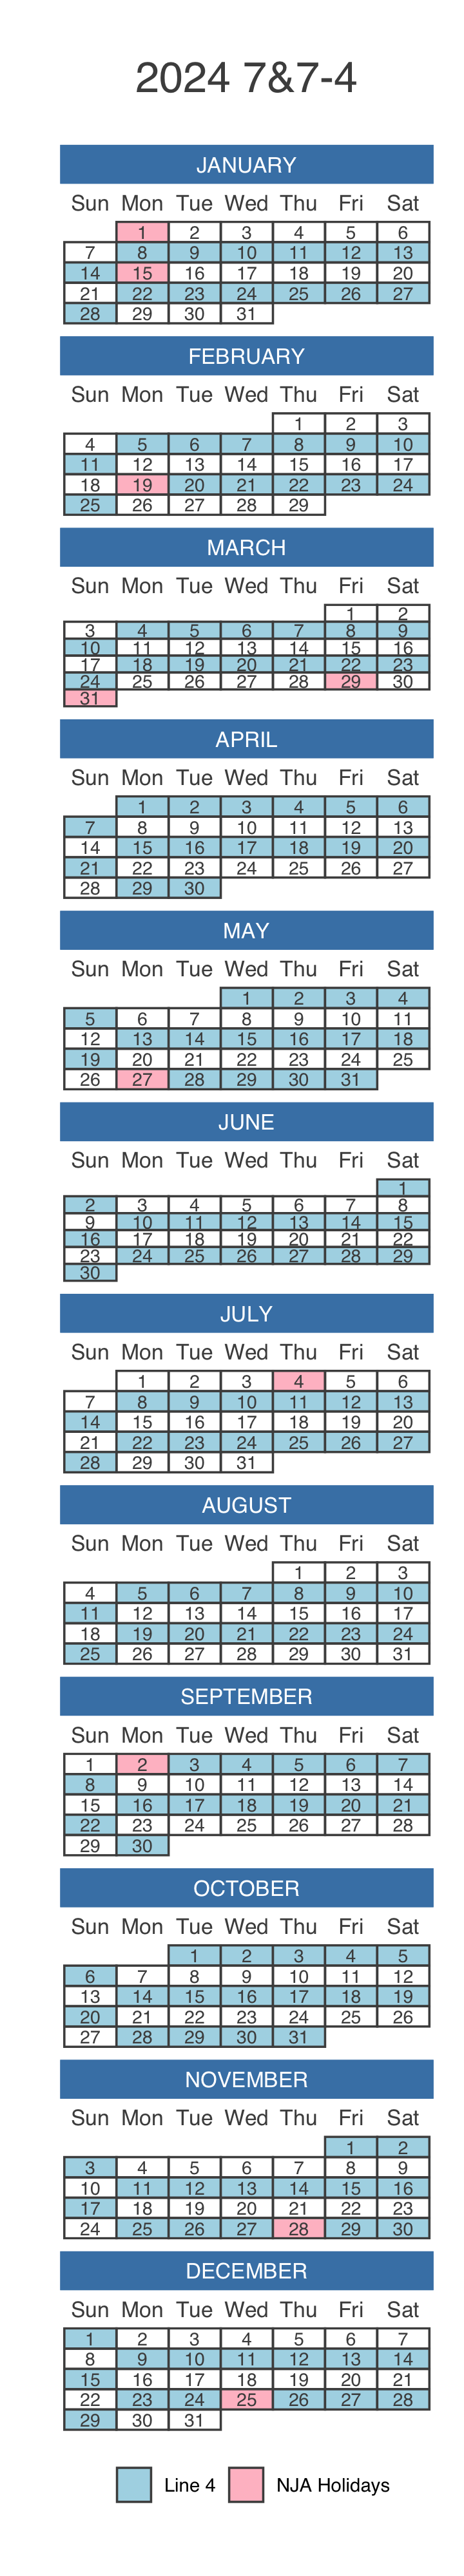 2024 7&7-4
JANUARY
Sun Mon Tue Wed Thu Fri Sat
1 2 3 4 5 6
7 8 9 10 11 12 13
14 15 16 17 18 19 20
21 22 23 24 25 26 27
28 29 30 31
FEBRUARY
Sun Mon Tue Wed Thu Fri Sat
1 2 3
4 5 6 7 8 9 10
11 12 13 14 15 16 17
18 19 20 21 22 23 24
25 26 27 28 29
MARCH
Sun Mon Tue Wed Thu Fri Sat
1 2
3 4 5 6 7 8 9
10 11 12 13 14 15 16
17 18 19 20 21 22 23
24 25 26 27 28 29 30
31
APRIL
Sun Mon Tue Wed Thu Fri Sat
1 2 3 4 5 6
7 8 9 10 11 12 13
14 15 16 17 18 19 20
21 22 23 24 25 26 27
28 29 30
MAY
Sun Mon Tue Wed Thu Fri Sat
1 2 3 4
5 6 7 8 9 10 11
12 13 14 15 16 17 18
19 20 21 22 23 24 25
26 27 28 29 30 31
JUNE
Sun Mon Tue Wed Thu Fri Sat
1
2 3 4 5 6 7 8
9 10 11 12 13 14 15
16 17 18 19 20 21 22
23 24 25 26 27 28 29
30
JULY
Sun Mon Tue Wed Thu Fri Sat
1 2 3 4 5 6
7 8 9 10 11 12 13
14 15 16 17 18 19 20
21 22 23 24 25 26 27
28 29 30 31
AUGUST
Sun Mon Tue Wed Thu Fri Sat
1 2 3
4 5 6 7 8 9 10
11 12 13 14 15 16 17
18 19 20 21 22 23 24
25 26 27 28 29 30 31
SEPTEMBER
Sun Mon Tue Wed Thu Fri Sat
1 2 3 4 5 6 7
8 9 10 11 12 13 14
15 16 17 18 19 20 21
22 23 24 25 26 27 28
29 30
OCTOBER
Sun Mon Tue Wed Thu Fri Sat
1 2 3 4 5
6 7 8 9 10 11 12
13 14 15 16 17 18 19
20 21 22 23 24 25 26
27 28 29 30 31
NOVEMBER
Sun Mon Tue Wed Thu Fri Sat
1 2
3 4 5 6 7 8 9
10 11 12 13 14 15 16
17 18 19 20 21 22 23
24 25 26 27 28 29 30
DECEMBER
Sun Mon Tue Wed Thu Fri Sat
1 2 3 4 5 6 7
8 9 10 11 12 13 14
15 16 17 18 19 20 21
22 23 24 25 26 27 28
29 30 31
Line 4 NJA Holidays